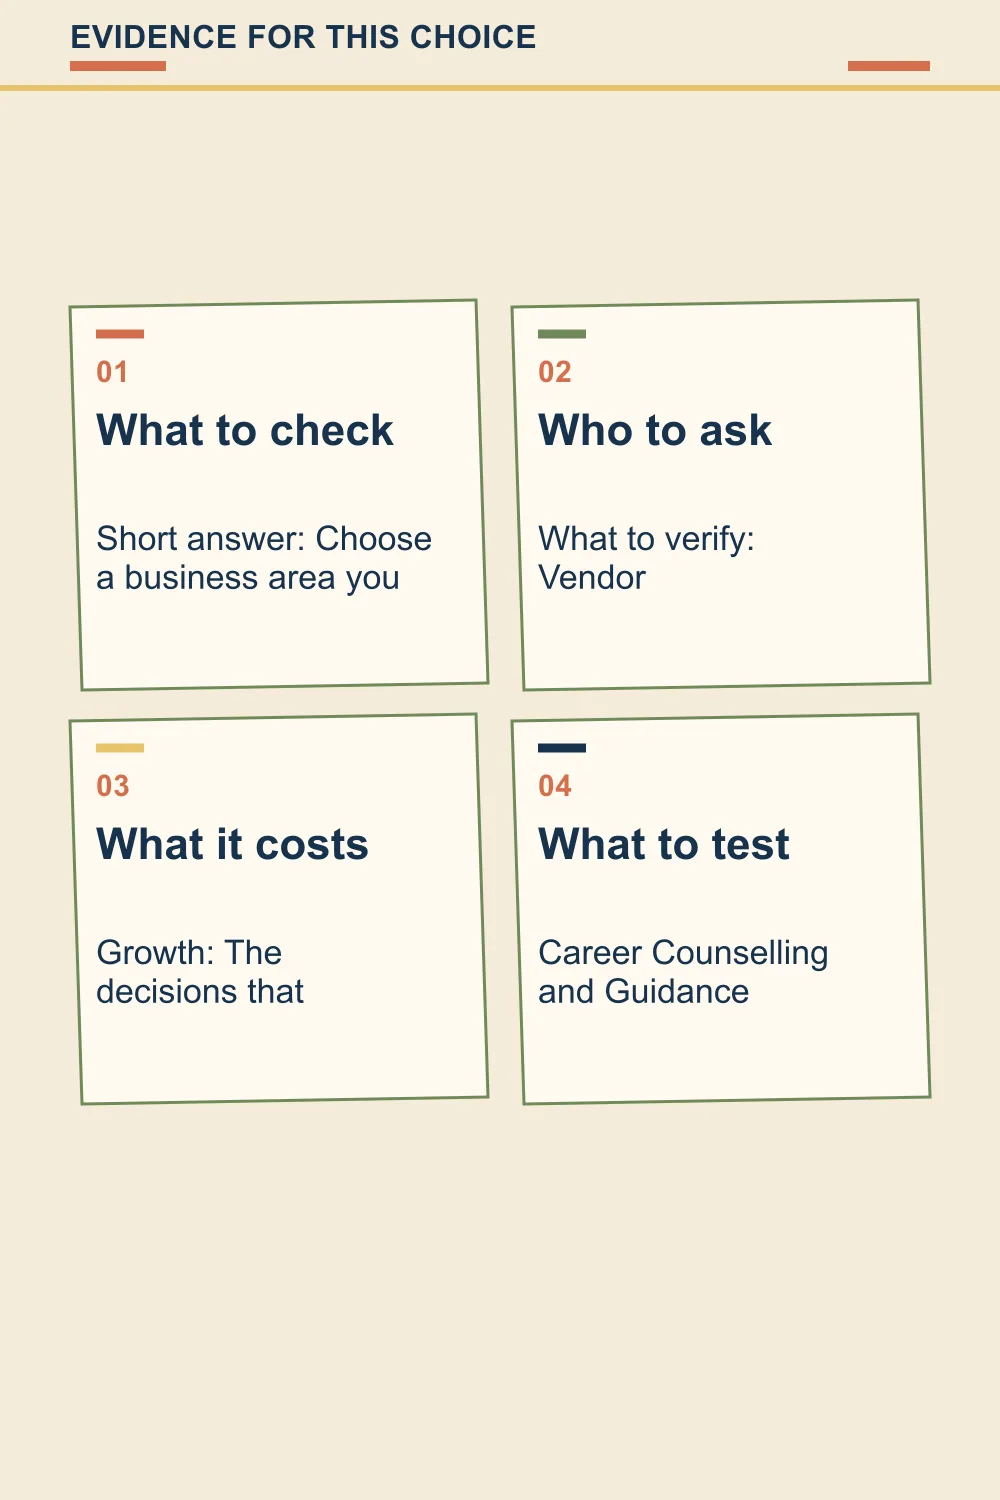 EVIDENCE FOR THIS CHOICE
01
What to check
Short answer: Choose
a business area you
02
Who to ask
What to verify:
Vendor
03
What it costs
Growth: The
decisions that
04
What to test
Career Counselling
and Guidance